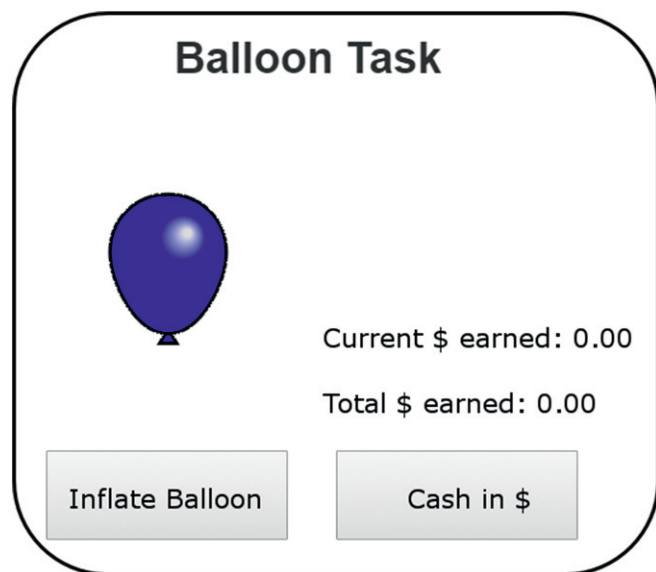 Balloon Task
Current $ earned: 0.00
Total $ earned: 0.00
Inflate Balloon
Cash in $